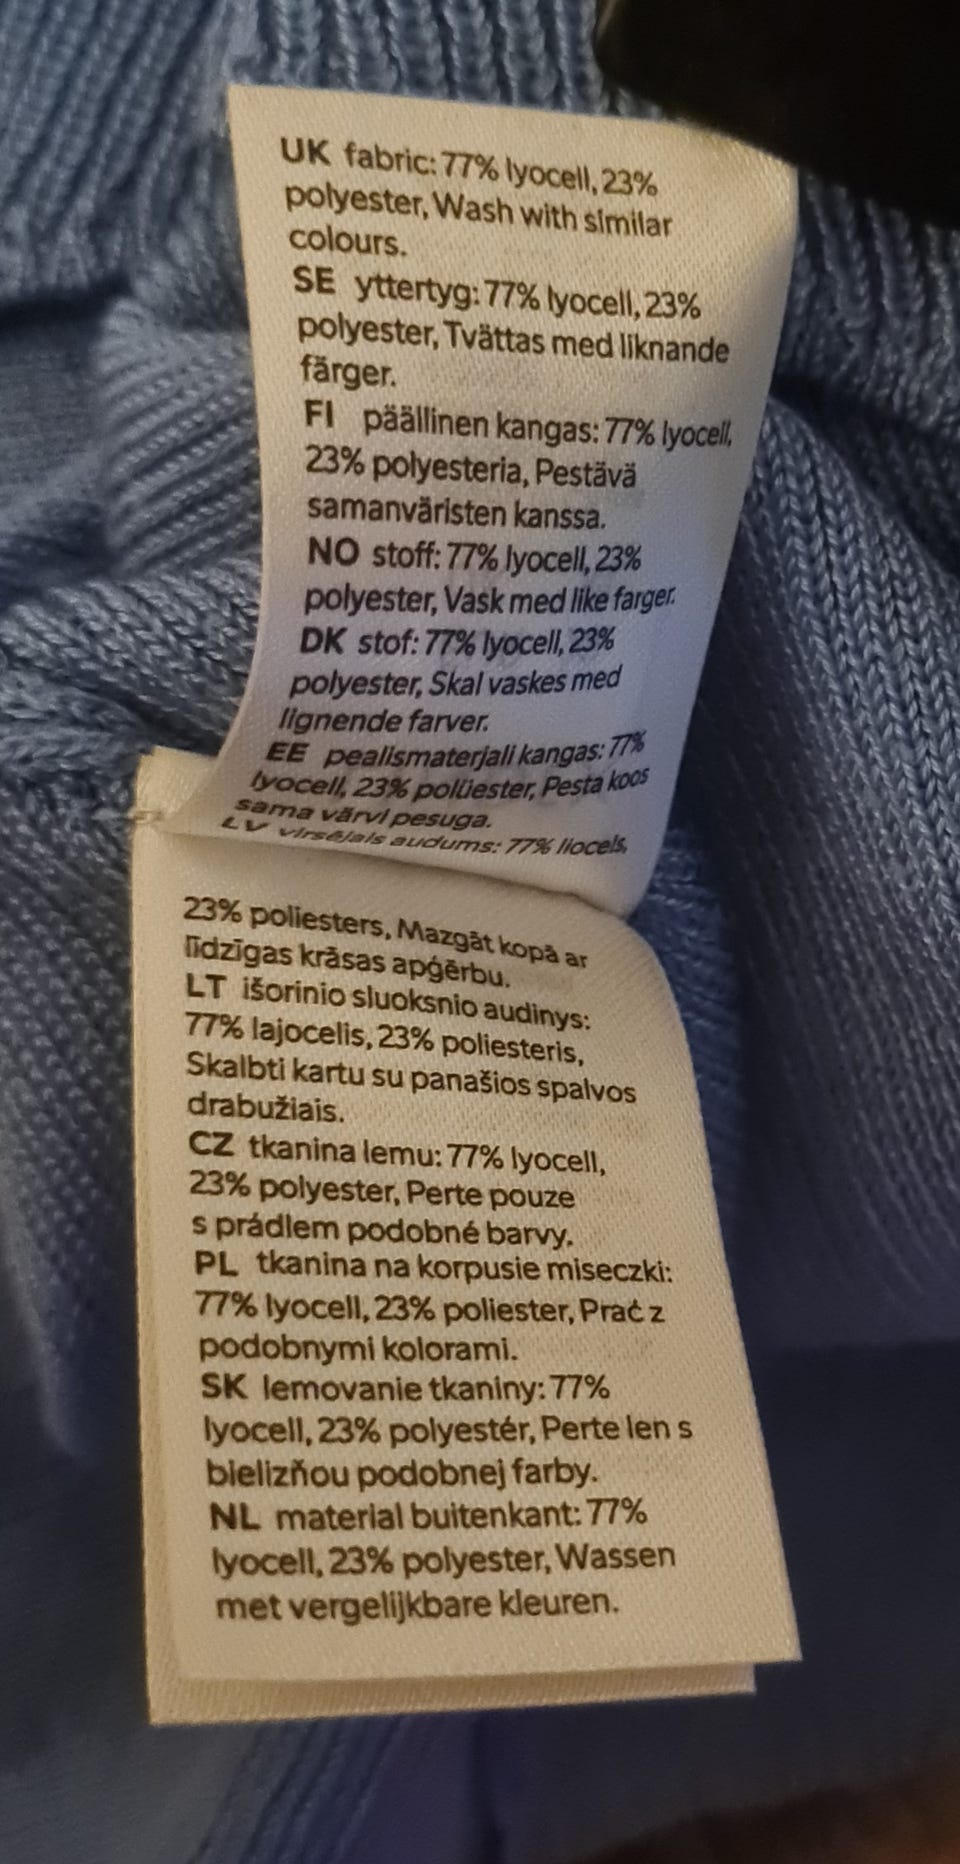 UK fabric: 77% lyocell, 23%
polyester, Wash with similar
colours.
SE yttertyg: 77% lyocell, 23%
polyester, Tvättas med liknande
färger.
FI päällinen kangas: 77% lyocell,
23% polyesteria, Pestävä
samanväristen kanssa.
NO stoff: 77% lyocell, 23%
polyester, Vask med like farger.
DK stof: 77% lyocell, 23%
polyester, Skal vaskes med
lignende farver.
EE pealismaterjali kangas: 77%
lyocell, 23% polüester, Pesta koos
sama värvi pesuga.
LV virsējais audums: 77% liocels,
23% poliesters, Mazgāt kopā ar
līdzīgas krāsas apģērbu.
LT išorinio sluoksnio audinys:
77% lajocelis, 23% poliesteris,
Skalbti kartu su panašios spalvos
drabužiais.
CZ tkanina lemu: 77% lyocell,
23% polyester, Perte pouze
s prádlem podobné barvy.
PL tkanina na korpusie miseczki:
77% lyocell, 23% poliester, Prać z
podobnymi kolorami.
SK lemovanie tkaniny: 77%
lyocell, 23% polyestér, Perte len s
bielizňou podobnej farby.
NL material buitenkant: 77%
lyocell, 23% polyester, Wassen
met vergelijkbare kleuren.